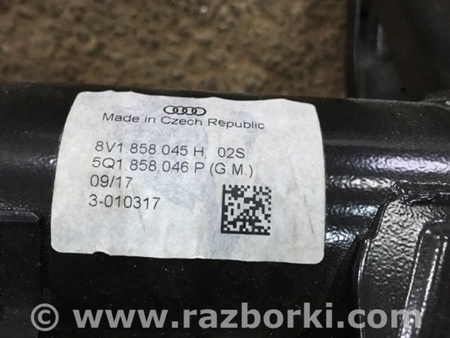 Made in Czech Republic
8V1.858.045 H 02S
5Q1.858.046 P (G.M.)
09/17
3-010317
© www.razborki.com